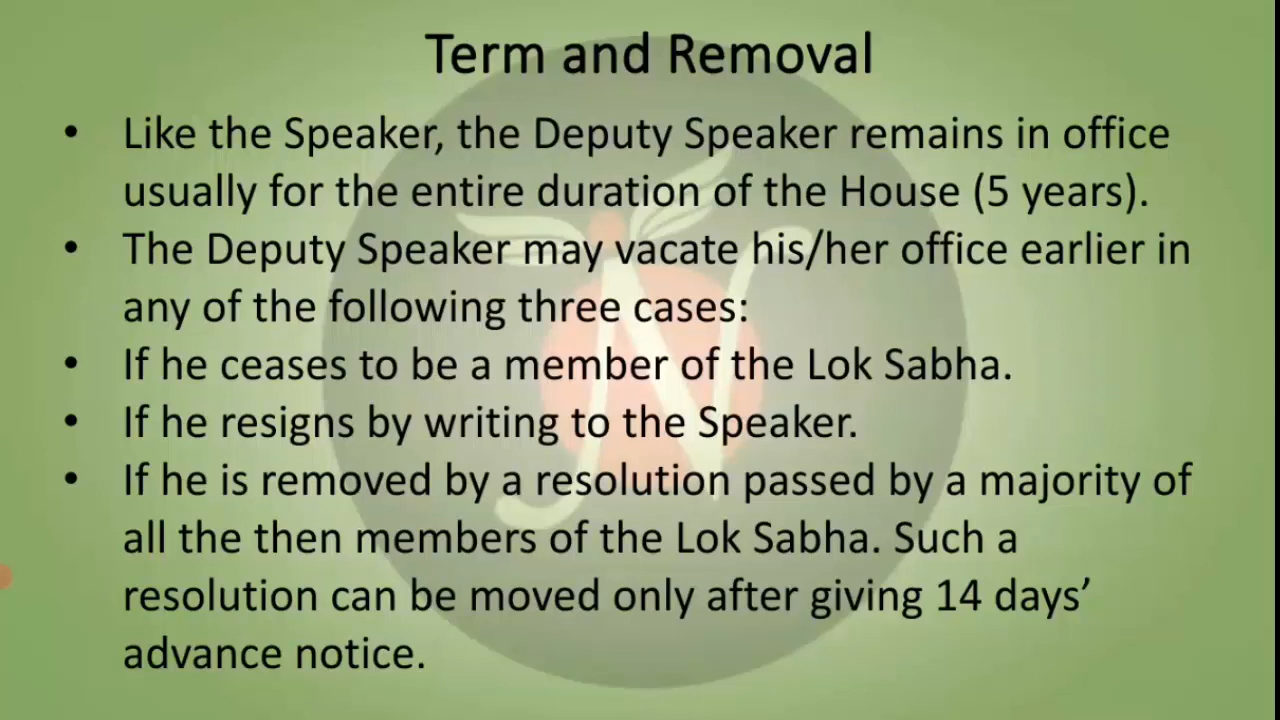 Term and Removal
• Like the Speaker, the Deputy Speaker remains in office
usually for the entire duration of the House (5 years).
• The Deputy Speaker may vacate his/her office earlier in
any of the following three cases:
• If he ceases to be a member of the Lok Sabha.
• If he resigns by writing to the Speaker.
• If he is removed by a resolution passed by a majority of
all the then members of the Lok Sabha. Such a
resolution can be moved only after giving 14 days’
advance notice.